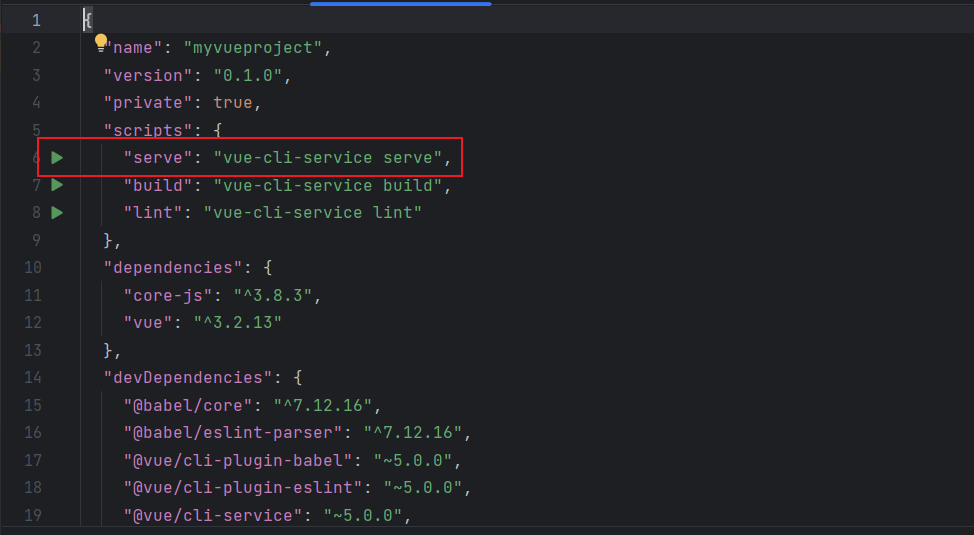 1 {
2 "name": "myvueproject",
3 "version": "0.1.0",
4 "private": true,
5 "scripts": {
6 "serve": "vue-cli-service serve",
7 "build": "vue-cli-service build",
8 "lint": "vue-cli-service lint"
9 },
10 "dependencies": {
11 "core-js": "^3.8.3",
12 "vue": "^3.2.13"
13 },
14 "devDependencies": {
15 "@babel/core": "^7.12.16",
16 "@babel/eslint-parser": "^7.12.16",
17 "@vue/cli-plugin-babel": "~5.0.0",
18 "@vue/cli-plugin-eslint": "~5.0.0",
19 "@vue/cli-service": "~5.0.0",